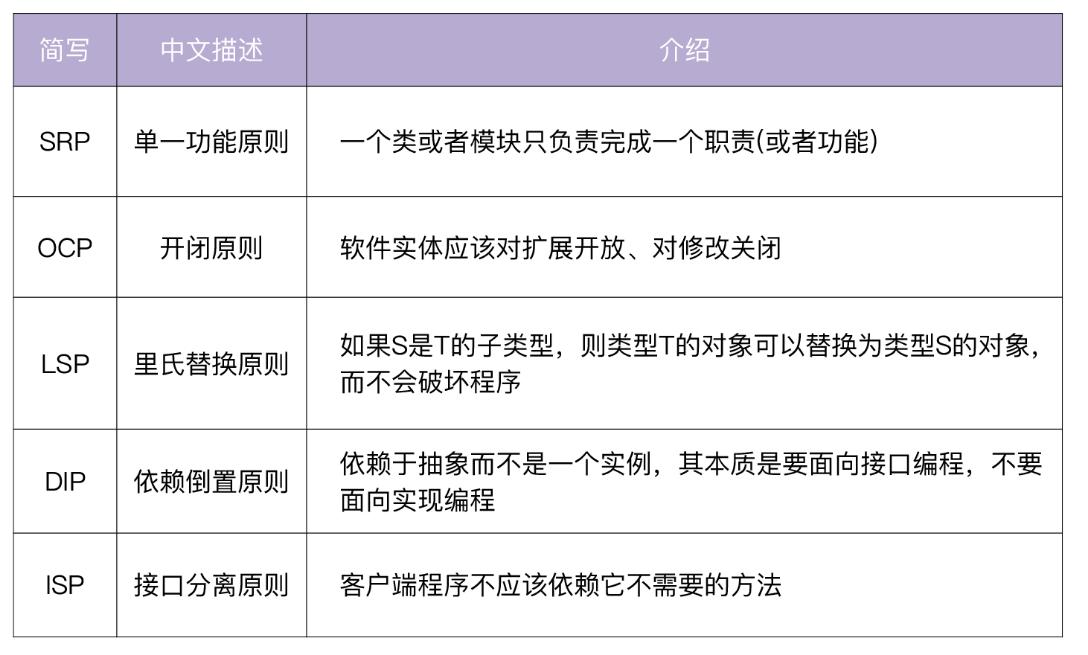 简写 中文描述 介绍
SRP 单一功能原则 一个类或者模块只负责完成一个职责(或者功能)
OCP 开闭原则 软件实体应该对扩展开放、对修改关闭
LSP 里氏替换原则 如果S是T的子类型，则类型T的对象可以替换为类型S的对象，
而不会破坏程序
DIP 依赖倒置原则 依赖于抽象而不是一个实例，其本质是要面向接口编程，不要
面向实现编程
ISP 接口分离原则 客户端程序不应该依赖它不需要的方法